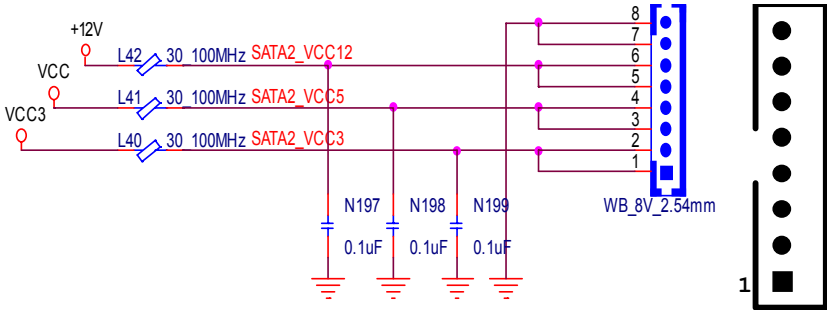 +12V
8
7
L42 30_100MHz SATA2_VCC12
6
VCC
5
L41 30_100MHz SATA2_VCC5
4
VCC3
3
L40 30_100MHz SATA2_VCC3
2
1
N197 N198 N199
WB_8V_2.54mm
0.1uF 0.1uF 0.1uF
1